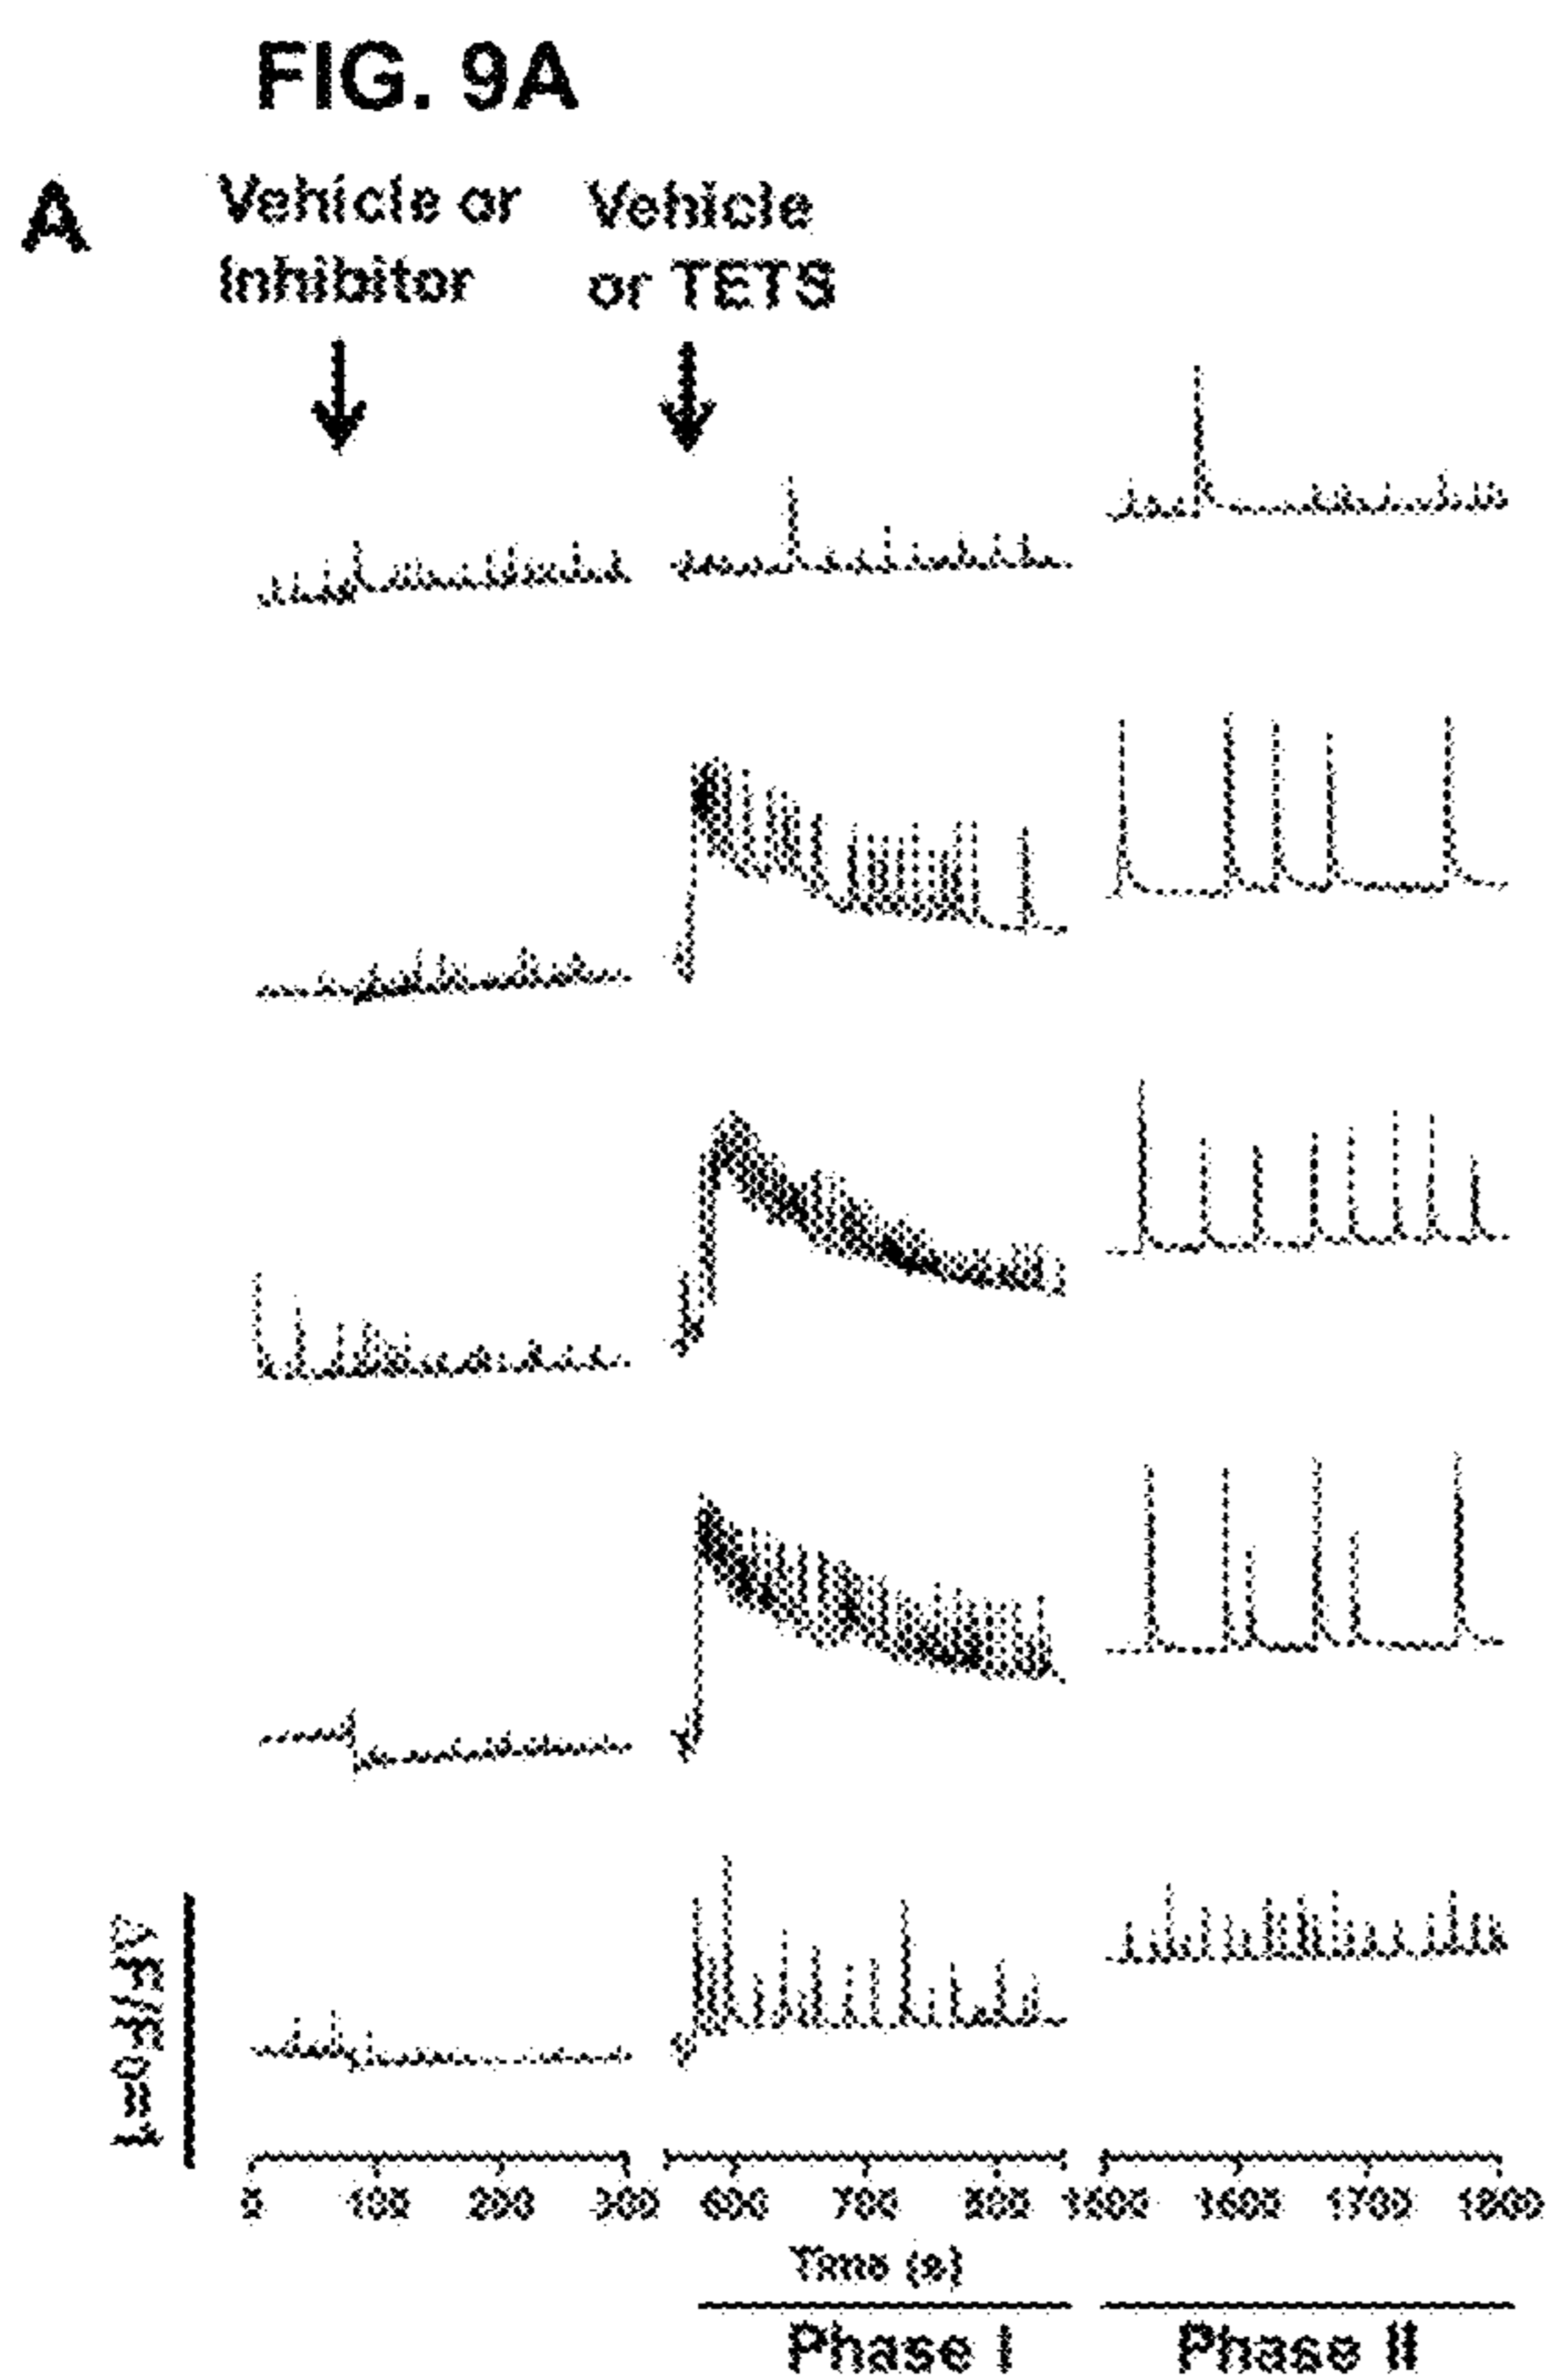 FIG. 9A
A
Vehicle or
Inhibitor
Vehicle
or TETS
ΔF/F0=1
0 100 200 300 600 700 800 1500 1600 1700 1800
Time (s)
Phase I
Phase II